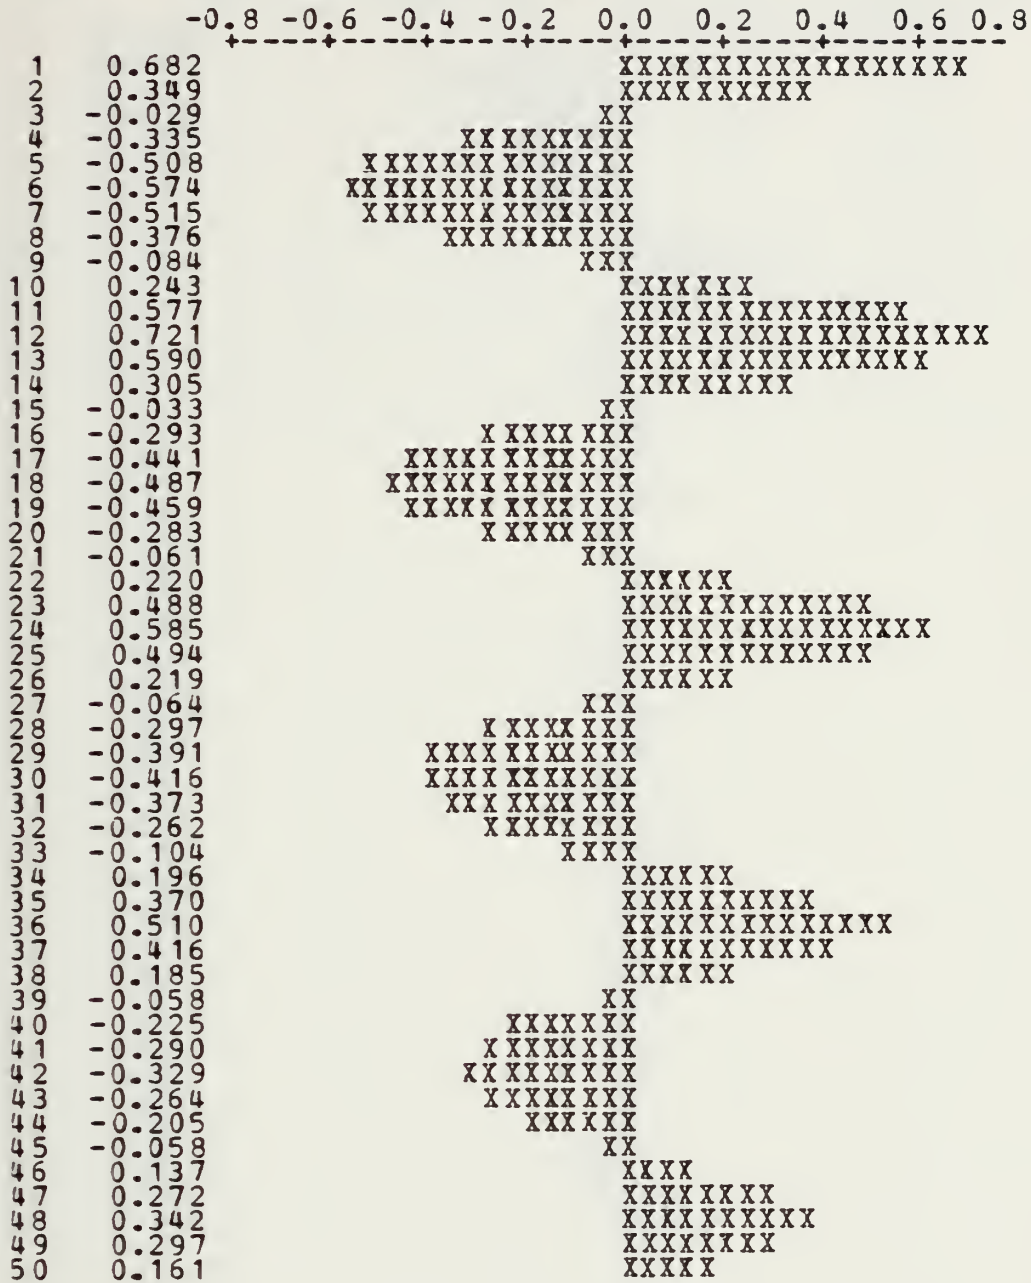 -0.8 -0.6 -0.4 -0.2 0.0 0.2 0.4 0.6 0.8
+----+----+----+----+----+----+----+----+
1 0.682 XXXXXXXXXXXXXXXXXX
2 0.349 XXXXXXXXXX
3 -0.029 XX
4 -0.335 XXXXXXXXX
5 -0.508 XXXXXXXXXXXXXX
6 -0.574 XXXXXXXXXXXXXXX
7 -0.515 XXXXXXXXXXXXXX
8 -0.376 XXXXXXXXXX
9 -0.084 XXX
10 0.243 XXXXXXX
11 0.577 XXXXXXXXXXXXXXX
12 0.721 XXXXXXXXXXXXXXXXXXX
13 0.590 XXXXXXXXXXXXXXXX
14 0.305 XXXXXXXXX
15 -0.033 XX
16 -0.293 XXXXXXXX
17 -0.441 XXXXXXXXXXXX
18 -0.487 XXXXXXXXXXXXX
19 -0.459 XXXXXXXXXXXX
20 -0.283 XXXXXXXX
21 -0.061 XXX
22 0.220 XXXXXX
23 0.488 XXXXXXXXXXXXX
24 0.585 XXXXXXXXXXXXXXXX
25 0.494 XXXXXXXXXXXXX
26 0.219 XXXXXX
27 -0.064 XXX
28 -0.297 XXXXXXXX
29 -0.391 XXXXXXXXXXX
30 -0.416 XXXXXXXXXXX
31 -0.373 XXXXXXXXXX
32 -0.262 XXXXXXXX
33 -0.104 XXXX
34 0.196 XXXXXX
35 0.370 XXXXXXXXXX
36 0.510 XXXXXXXXXXXXXX
37 0.416 XXXXXXXXXXX
38 0.185 XXXXXX
39 -0.058 XX
40 -0.225 XXXXXXX
41 -0.290 XXXXXXXX
42 -0.329 XXXXXXXXX
43 -0.264 XXXXXXXX
44 -0.205 XXXXXX
45 -0.058 XX
46 0.137 XXXX
47 0.272 XXXXXXXX
48 0.342 XXXXXXXXXX
49 0.297 XXXXXXXX
50 0.161 XXXXX